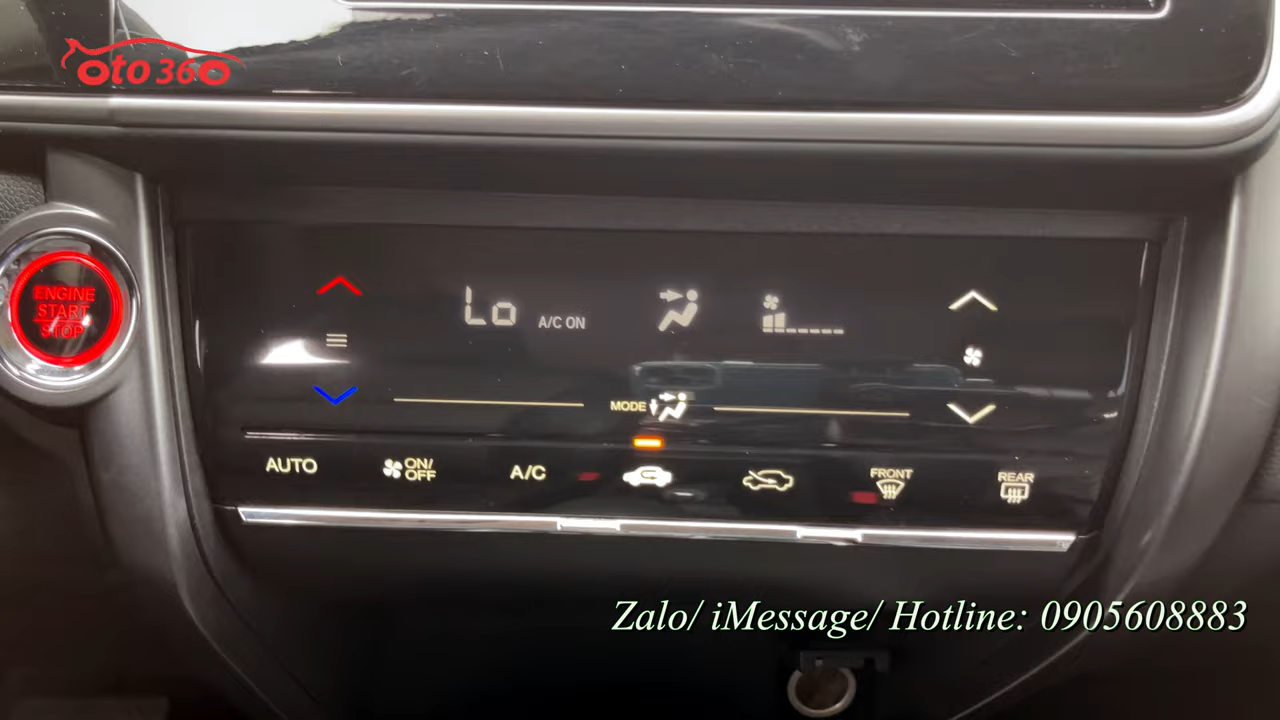 oto360
ENGINE
START
STOP
Lo
A/C ON
MODE
AUTO
ON/
OFF
A/C
FRONT
REAR
Zalo/ iMessage/ Hotline: 0905608883